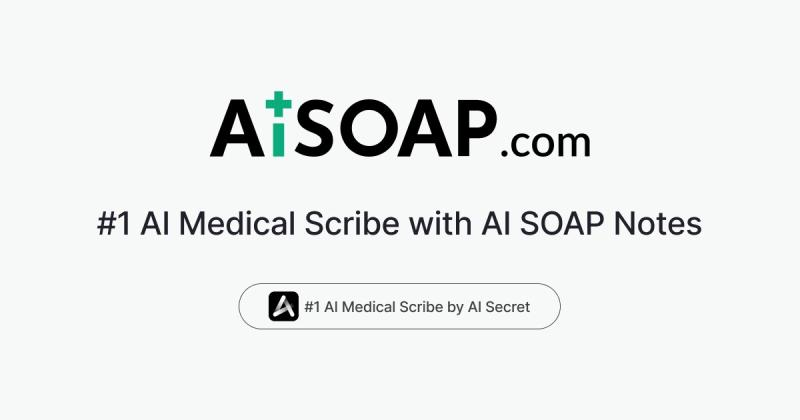 AiSOAP.com
#1 AI Medical Scribe with AI SOAP Notes
#1 AI Medical Scribe by AI Secret